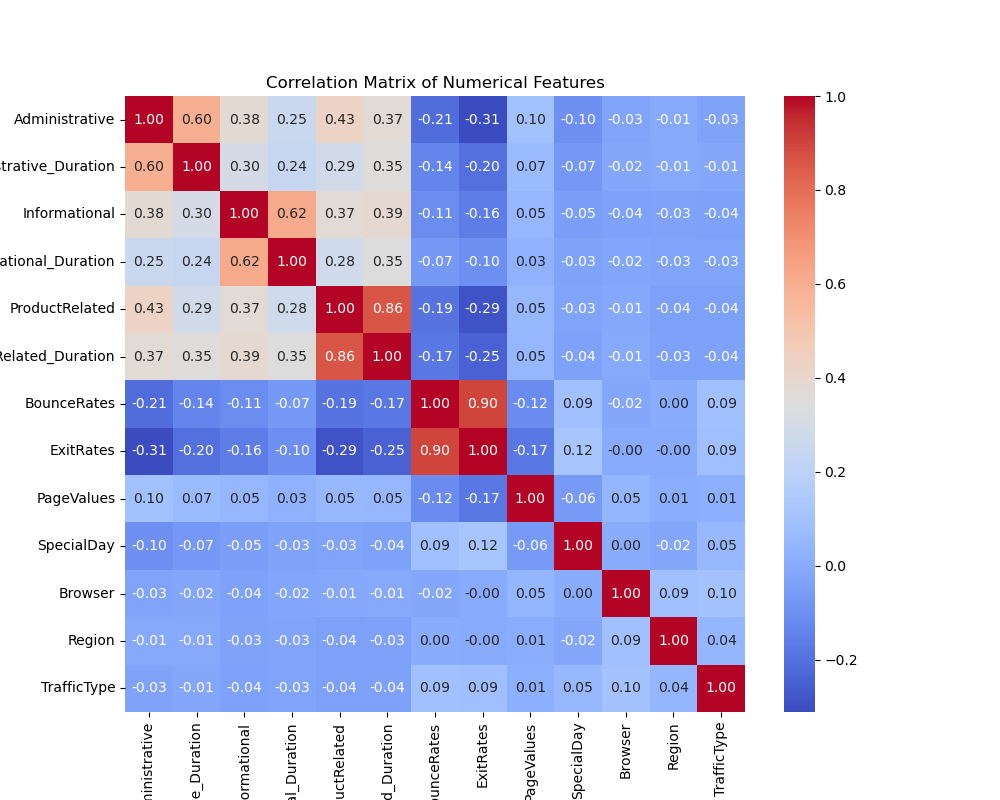 Correlation Matrix of Numerical Features
Administrative 1.00 0.60 0.38 0.25 0.43 0.37 -0.21 -0.31 0.10 -0.10 -0.03 -0.01 -0.03
strative_Duration 0.60 1.00 0.30 0.24 0.29 0.35 -0.14 -0.20 0.07 -0.07 -0.02 -0.01 -0.01
Informational 0.38 0.30 1.00 0.62 0.37 0.39 -0.11 -0.16 0.05 -0.05 -0.04 -0.03 -0.04
ational_Duration 0.25 0.24 0.62 1.00 0.28 0.35 -0.07 -0.10 0.03 -0.03 -0.02 -0.03 -0.03
ProductRelated 0.43 0.29 0.37 0.28 1.00 0.86 -0.19 -0.29 0.05 -0.03 -0.01 -0.04 -0.04
Related_Duration 0.37 0.35 0.39 0.35 0.86 1.00 -0.17 -0.25 0.05 -0.04 -0.01 -0.03 -0.04
BounceRates -0.21 -0.14 -0.11 -0.07 -0.19 -0.17 1.00 0.90 -0.12 0.09 -0.02 0.00 0.09
ExitRates -0.31 -0.20 -0.16 -0.10 -0.29 -0.25 0.90 1.00 -0.17 0.12 -0.00 -0.00 0.09
PageValues 0.10 0.07 0.05 0.03 0.05 0.05 -0.12 -0.17 1.00 -0.06 0.05 0.01 0.01
SpecialDay -0.10 -0.07 -0.05 -0.03 -0.03 -0.04 0.09 0.12 -0.06 1.00 0.00 -0.02 0.05
Browser -0.03 -0.02 -0.04 -0.02 -0.01 -0.01 -0.02 -0.00 0.05 0.00 1.00 0.09 0.10
Region -0.01 -0.01 -0.03 -0.03 -0.04 -0.03 0.00 -0.00 0.01 -0.02 0.09 1.00 0.04
TrafficType -0.03 -0.01 -0.04 -0.03 -0.04 -0.04 0.09 0.09 0.01 0.05 0.10 0.04 1.00
ministrative
e_Duration
ormational
al_Duration
uctRelated
d_Duration
unceRates
ExitRates
PageValues
SpecialDay
Browser
Region
TrafficType
1.0
0.8
0.6
0.4
0.2
0.0
−0.2